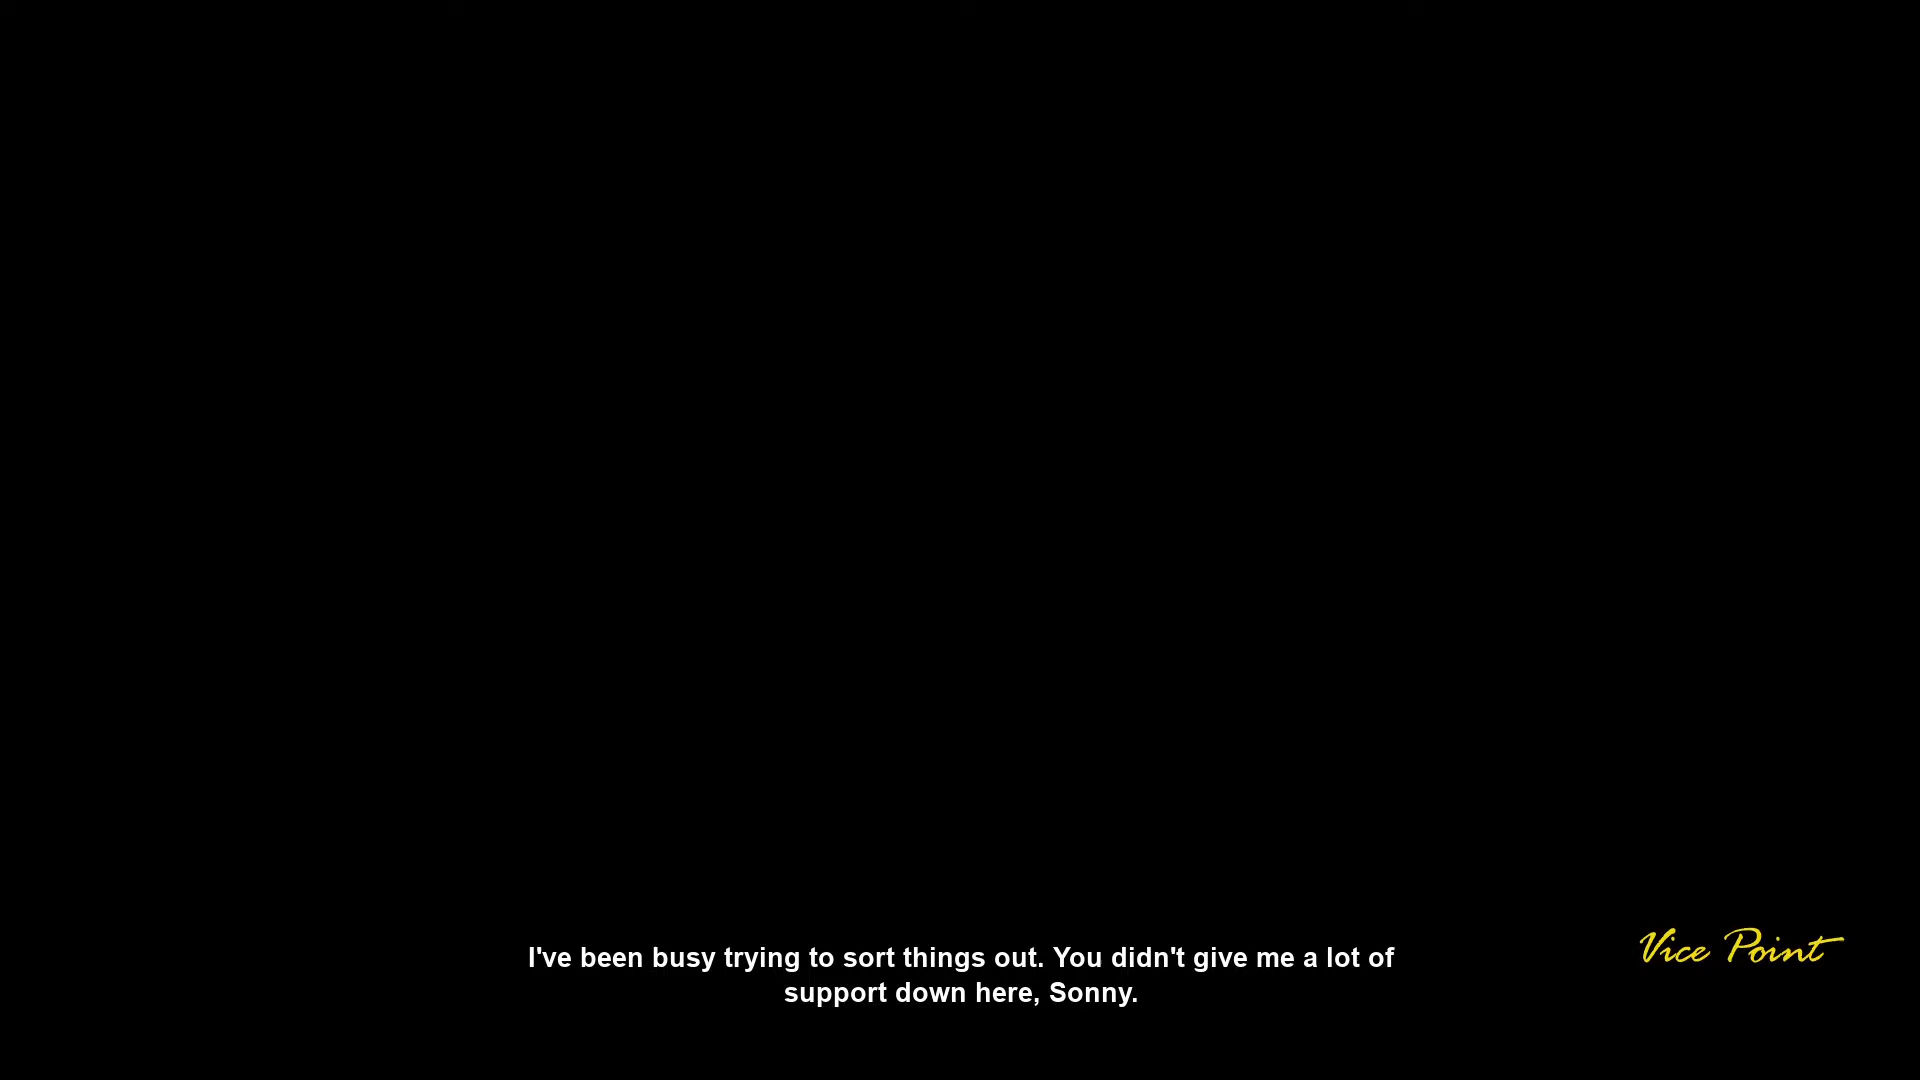 I've been busy trying to sort things out. You didn't give me a lot of
support down here, Sonny.
Vice Point